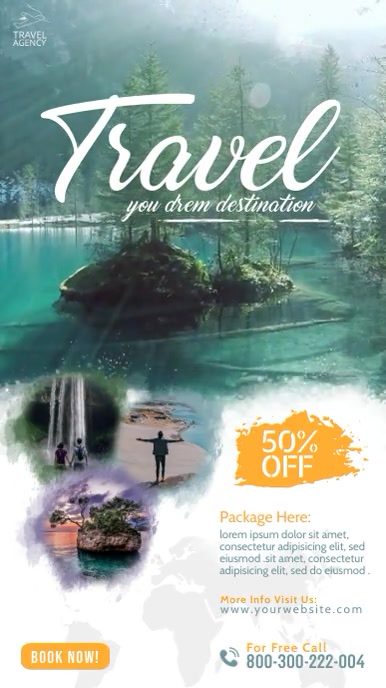 TRAVEL
AGENCY
Travel
you drem destination
50%
OFF
Package Here:
lorem ipsum dolor sit amet,
consectetur adipisicing elit, sed
eiusmod .sit amet, consectetur
adipisicing elit, sed do eiusmod .
More Info Visit Us:
www.yourwebsite.com
BOOK NOW!
For Free Call
800-300-222-004